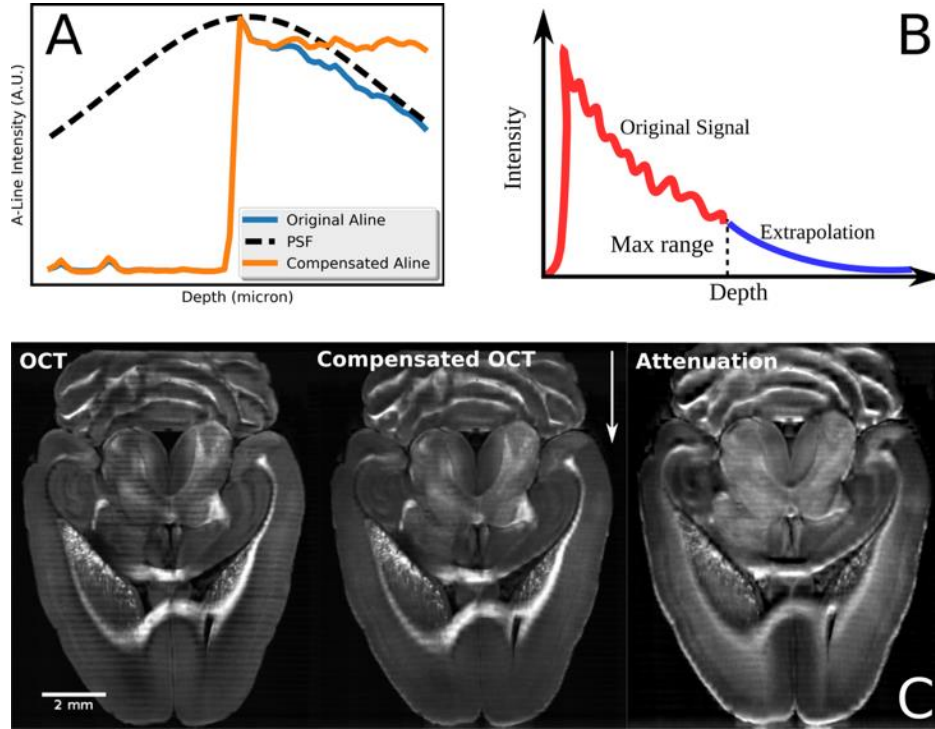 A
A-Line Intensity (A.U.)
Original Aline
PSF
Compensated Aline
Depth (micron)
B
Intensity
Original Signal
Max range
Extrapolation
Depth
OCT
Compensated OCT
Attenuation
2 mm
C